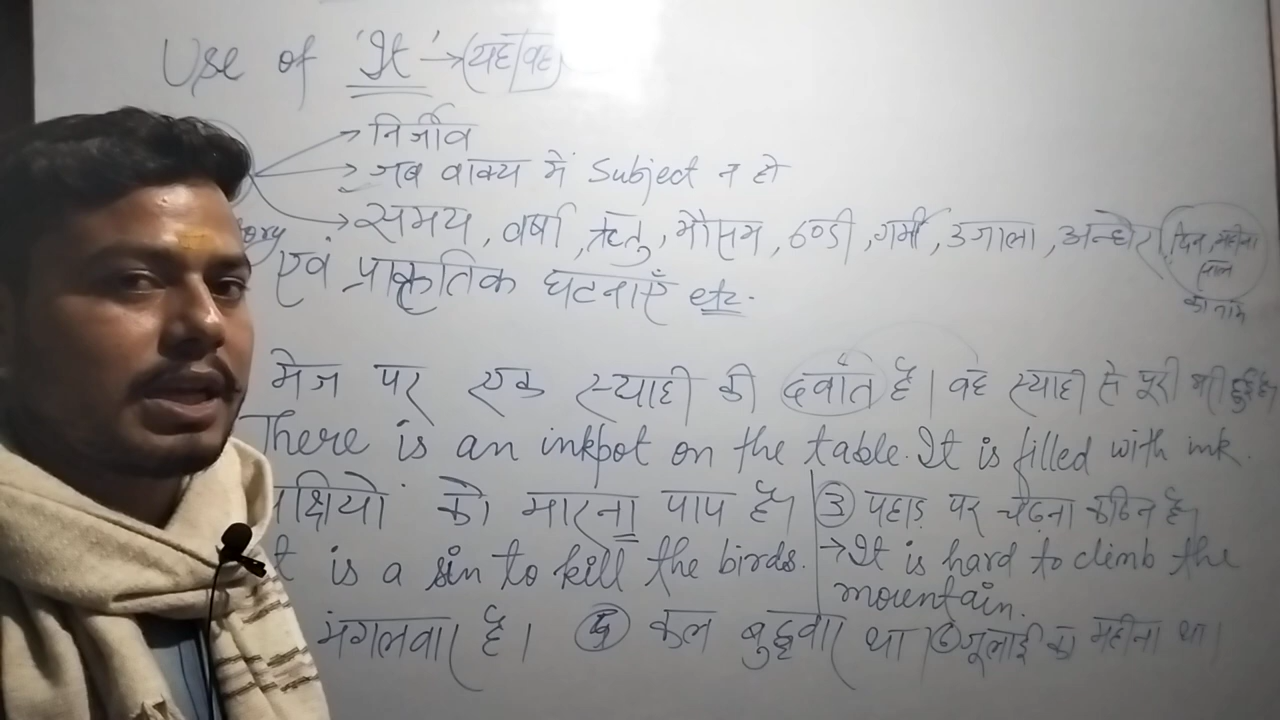 Use of 'It' → (यह/वह)
→ निर्जीव
→ जब वाक्य में Subject न हो
→ समय, वर्षा, ऋतु, मौसम, ठण्डी, गर्मी, उजाला, अन्धेरा, दिन, महीना
साल
का नाम
ory
एवं प्राकृतिक घटनाएँ etc.
मेज पर एक स्याही की दवात है। वह स्याही से पूरी भरी हुई है।
There is an inkpot on the table. It is filled with ink.
क्षियो को मारना पाप है।
③ पहाड़ पर चढ़ना कठिन है।
t is a sin to kill the birds.
→ It is hard to climb the
mountain.
मंगलवार है। ⑤ कल बुद्धवार था। ⑥ जूलाई का महीना था।